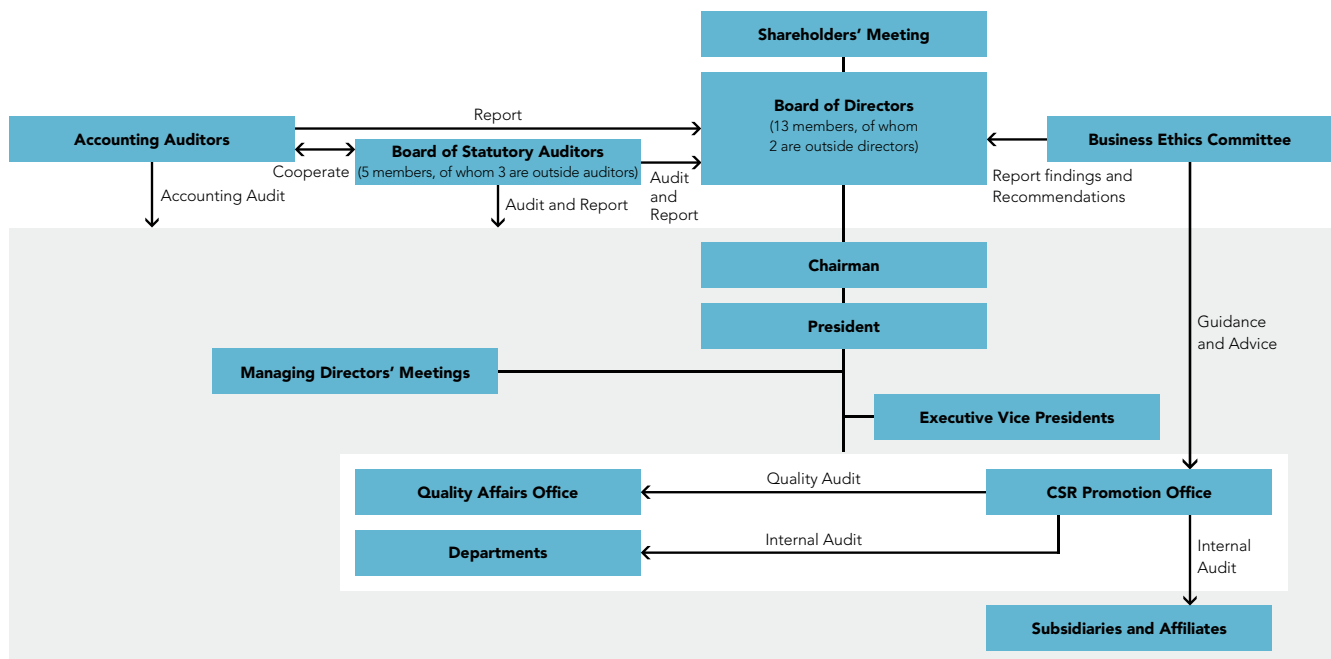 Shareholders’ Meeting
Board of Directors
(13 members, of whom
2 are outside directors)
Report
Accounting Auditors
Business Ethics Committee
Board of Statutory Auditors
(5 members, of whom 3 are outside auditors)
Cooperate
Audit
and
Report
Report findings and
Recommendations
Accounting Audit
Audit and Report
Chairman
President
Guidance
and Advice
Managing Directors’ Meetings
Executive Vice Presidents
Quality Affairs Office
Quality Audit
CSR Promotion Office
Departments
Internal Audit
Internal
Audit
Subsidiaries and Affiliates